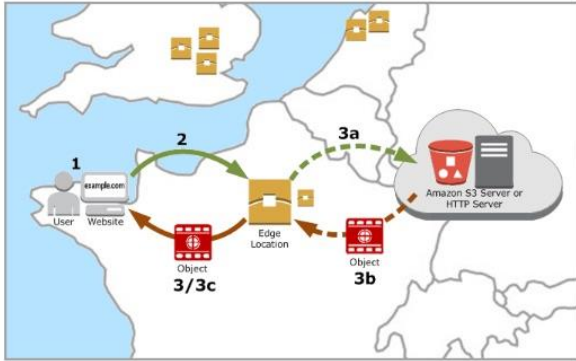 1
2
3a
example.com
User
Website
Edge
Location
Amazon S3 Server or
HTTP Server
Object
3/3c
Object
3b